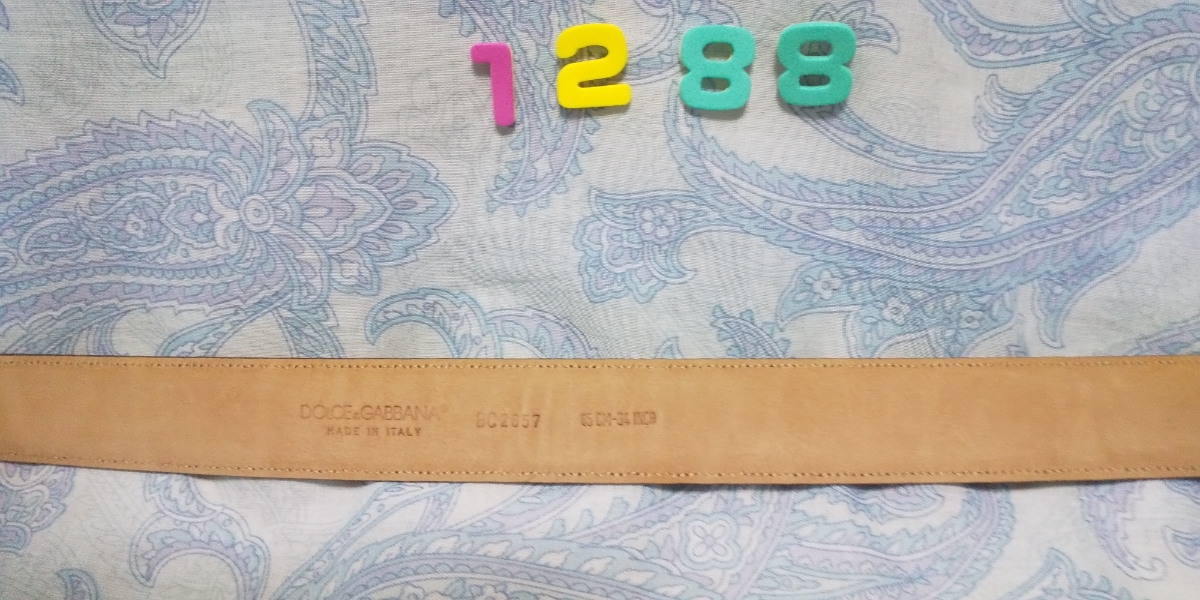 1288
DOLCE&GABBANA
BC2657 85 CM-34 INCH
MADE IN ITALY